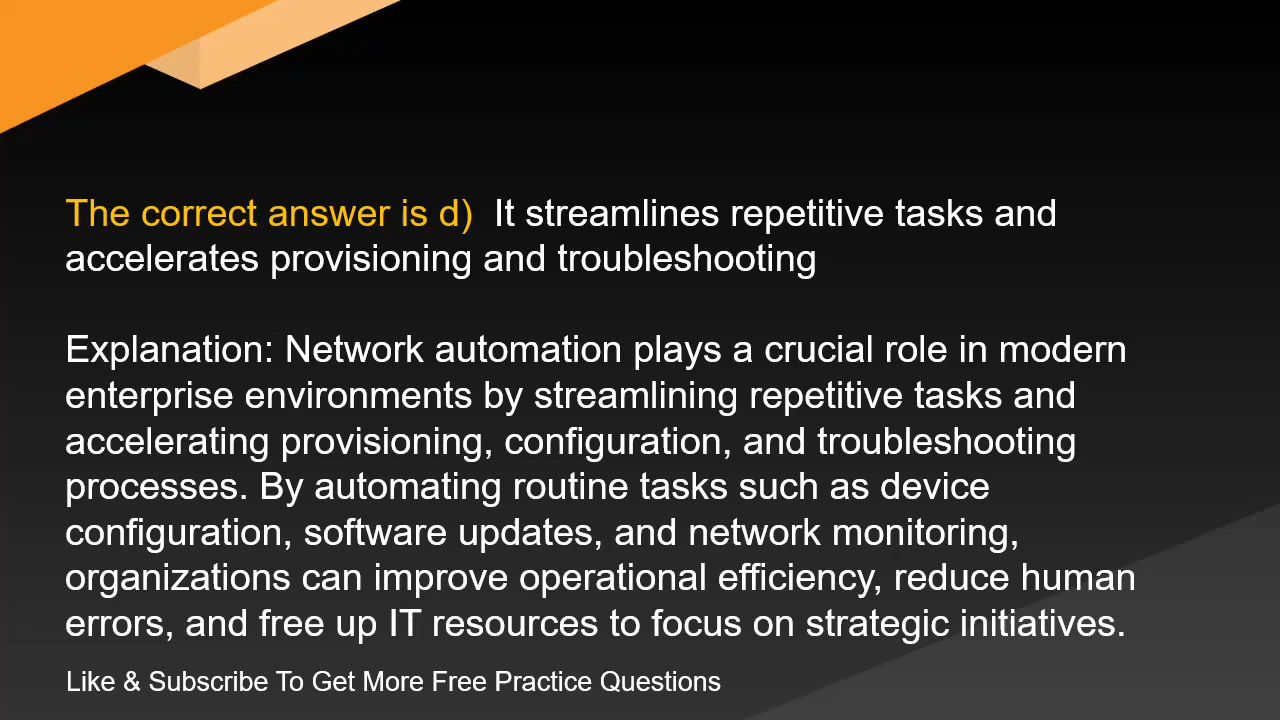 The correct answer is d)  It streamlines repetitive tasks and
accelerates provisioning and troubleshooting
Explanation: Network automation plays a crucial role in modern
enterprise environments by streamlining repetitive tasks and
accelerating provisioning, configuration, and troubleshooting
processes. By automating routine tasks such as device
configuration, software updates, and network monitoring,
organizations can improve operational efficiency, reduce human
errors, and free up IT resources to focus on strategic initiatives.
Like & Subscribe To Get More Free Practice Questions